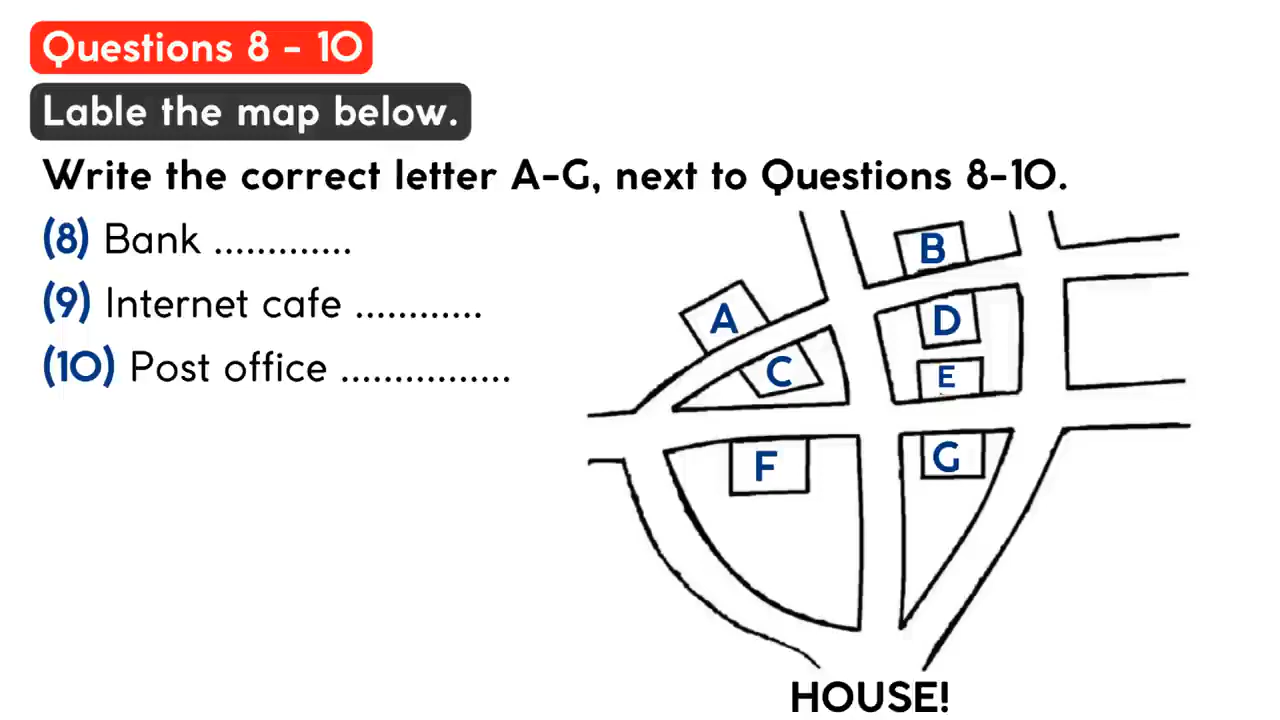 Questions 8 - 10
Lable the map below.
Write the correct letter A-G, next to Questions 8-10.
(8) Bank .............
(9) Internet cafe ............
(10) Post office ................
B
A
D
C
E
F
G
HOUSE!